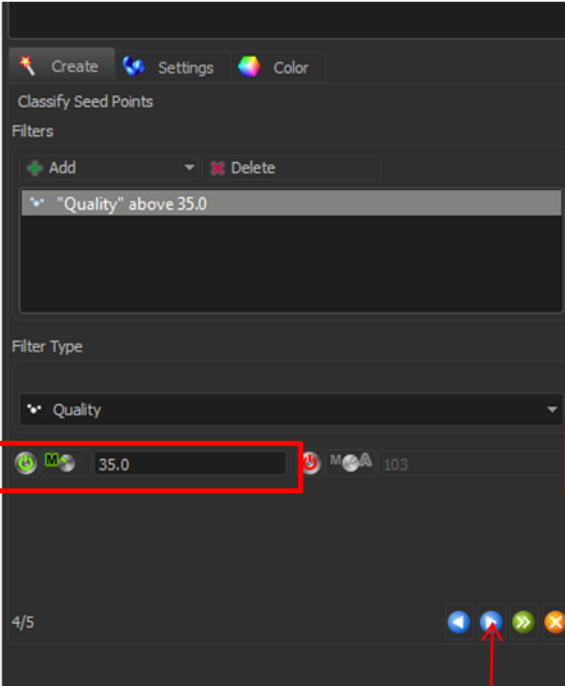 Create Settings Color
Classify Seed Points
Filters
Add Delete
"Quality" above 35.0
Filter Type
Quality
M 35.0 M A 103
4/5